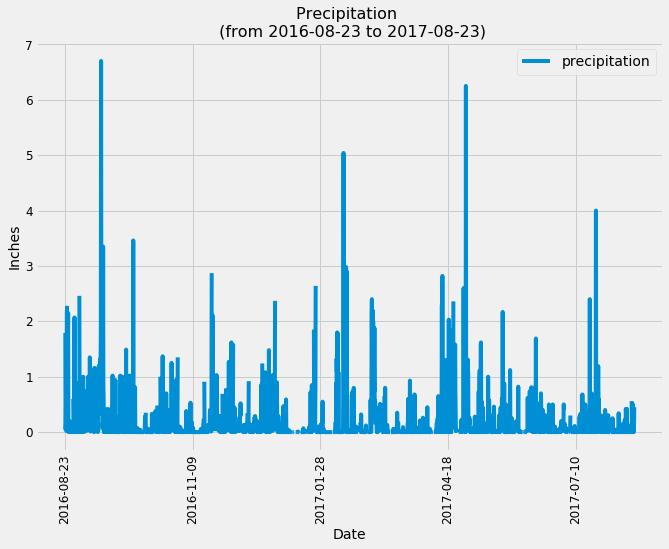 Precipitation
(from 2016-08-23 to 2017-08-23)
precipitation
Inches
7
6
5
4
3
2
1
0
2016-08-23
2016-11-09
2017-01-28
2017-04-18
2017-07-10
Date